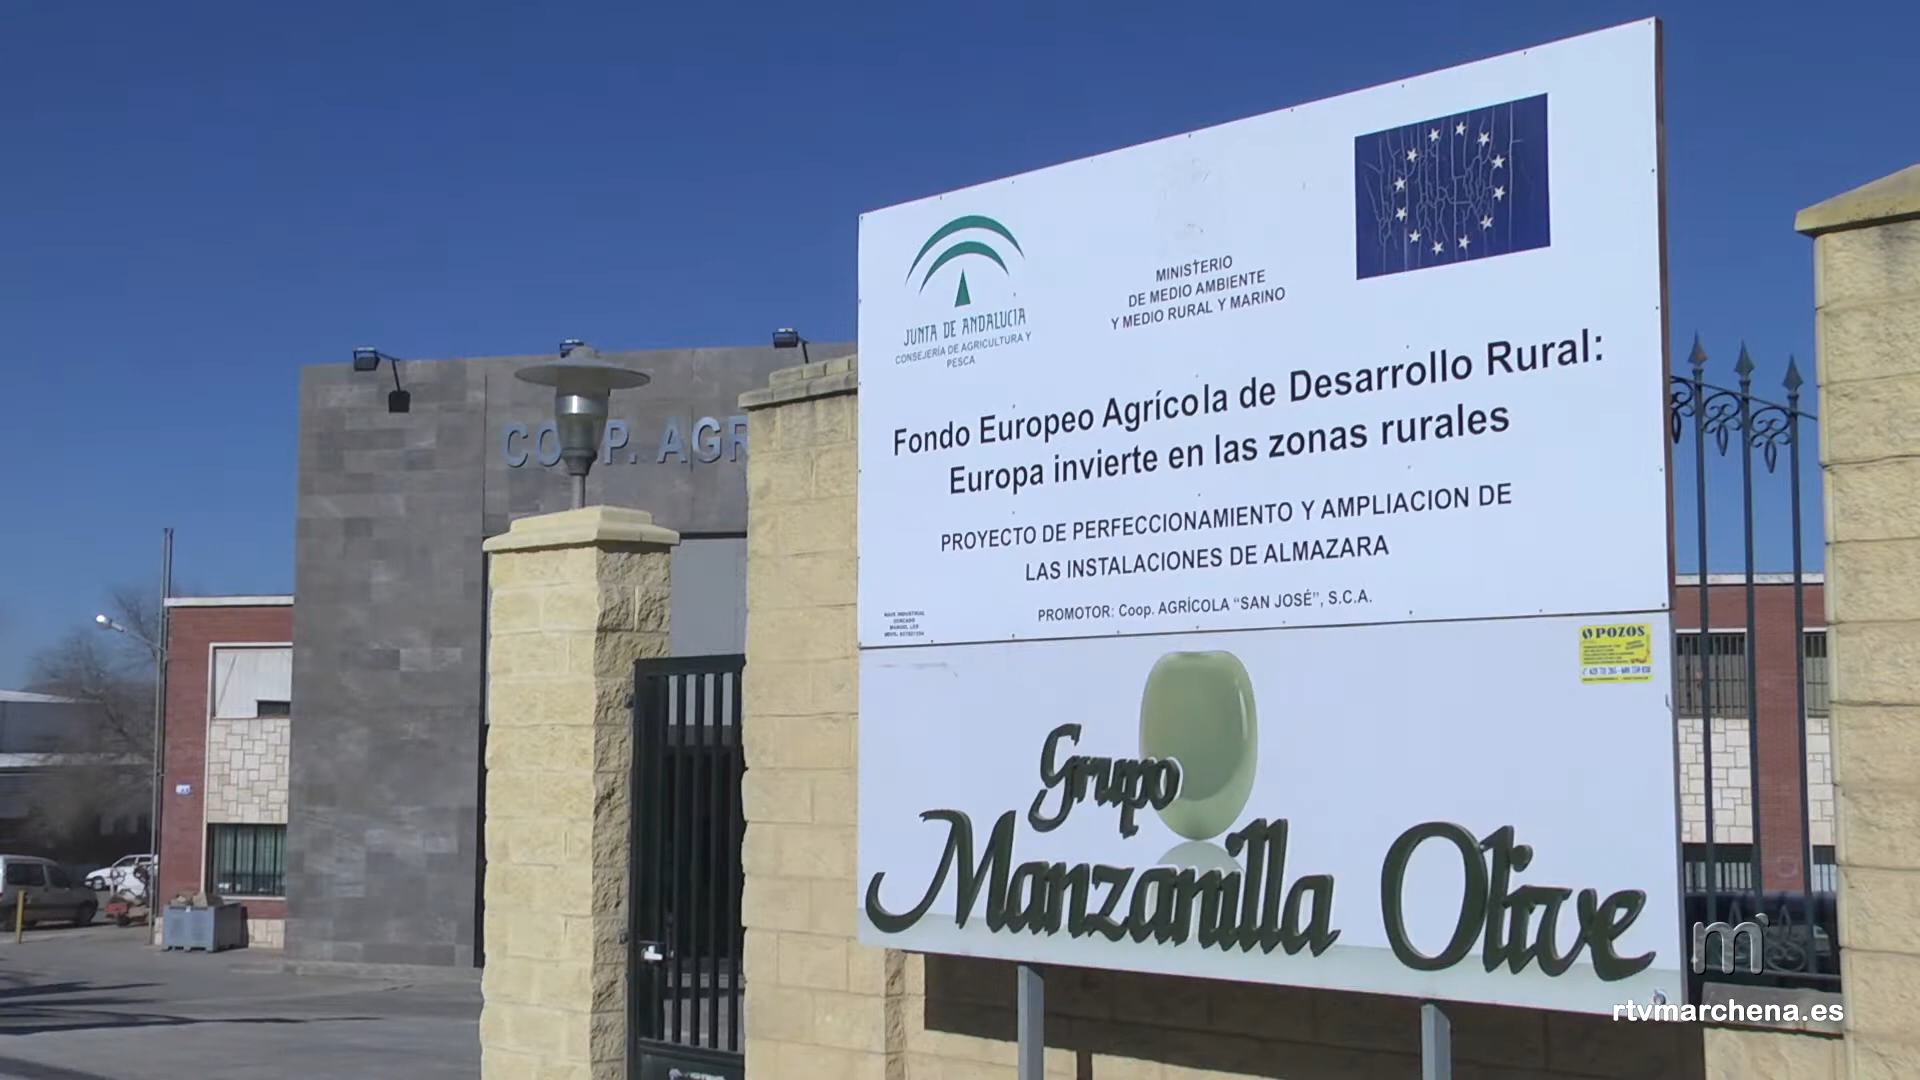 COOP. AGR
JUNTA DE ANDALUCIA
CONSEJERÍA DE AGRICULTURA Y
PESCA
MINISTERIO
DE MEDIO AMBIENTE
Y MEDIO RURAL Y MARINO
Fondo Europeo Agrícola de Desarrollo Rural:
Europa invierte en las zonas rurales
PROYECTO DE PERFECCIONAMIENTO Y AMPLIACION DE
LAS INSTALACIONES DE ALMAZARA
PROMOTOR: Coop. AGRÍCOLA “SAN JOSÉ”, S.C.A.
POZOS
Grupo
Manzanilla Olive
m
rtvmarchena.es